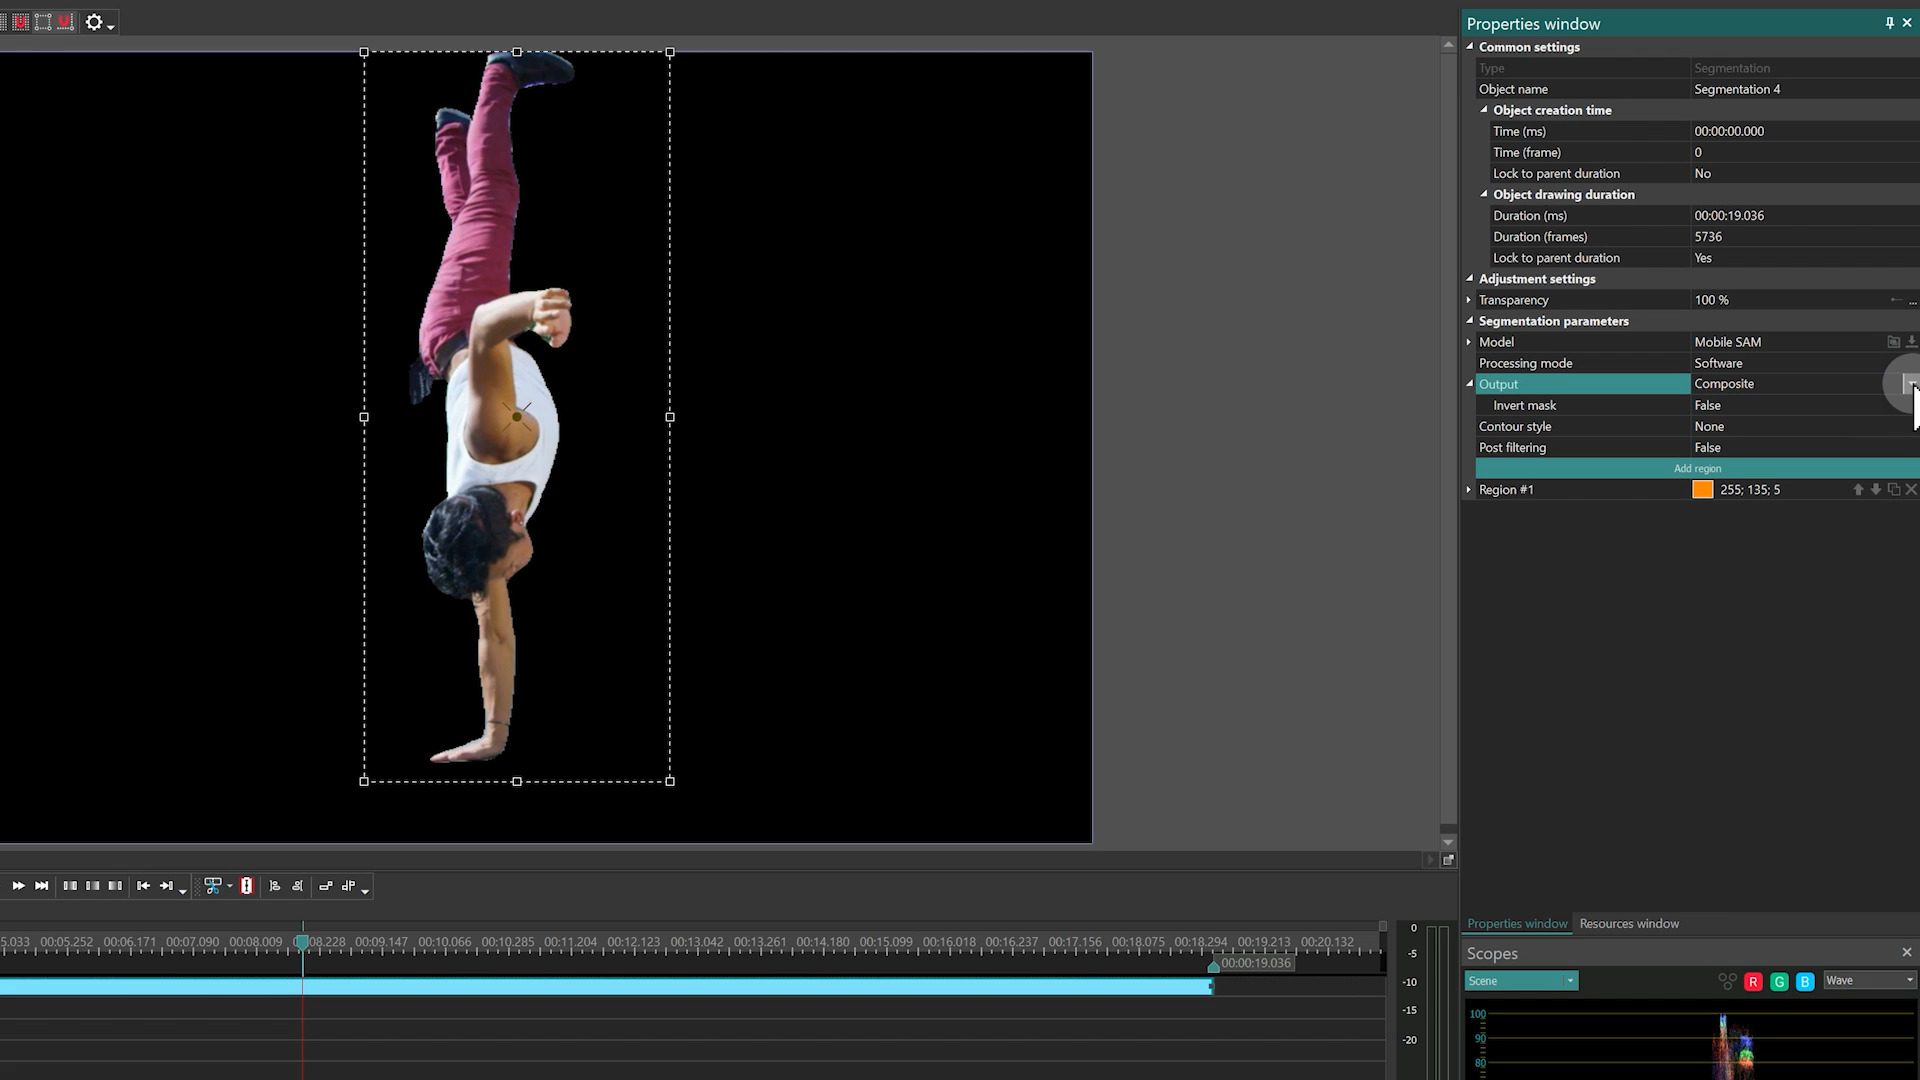 Properties window
Common settings
Type Segmentation
Object name Segmentation 4
Object creation time
Time (ms) 00:00:00.000
Time (frame) 0
Lock to parent duration No
Object drawing duration
Duration (ms) 00:00:19.036
Duration (frames) 5736
Lock to parent duration Yes
Adjustment settings
Transparency 100 % ...
Segmentation parameters
Model Mobile SAM
Processing mode Software
Output Composite
Invert mask False
Contour style None
Post filtering False
Add region
Region #1 255; 135; 5
Properties window Resources window
Scopes
Scene R G B Wave
100
90
80
5.033 00:05.252 00:06.171 00:07.090 00:08.009 08.228 00:09.147 00:10.066 00:10.285 00:11.204 00:12.123 00:13.042 00:13.261 00:14.180 00:15.099 00:16.018 00:16.237 00:17.156 00:18.075 00:18.294 00:19.213 00:20.132
00:00:19.036
0
-5
-10
-15
-20